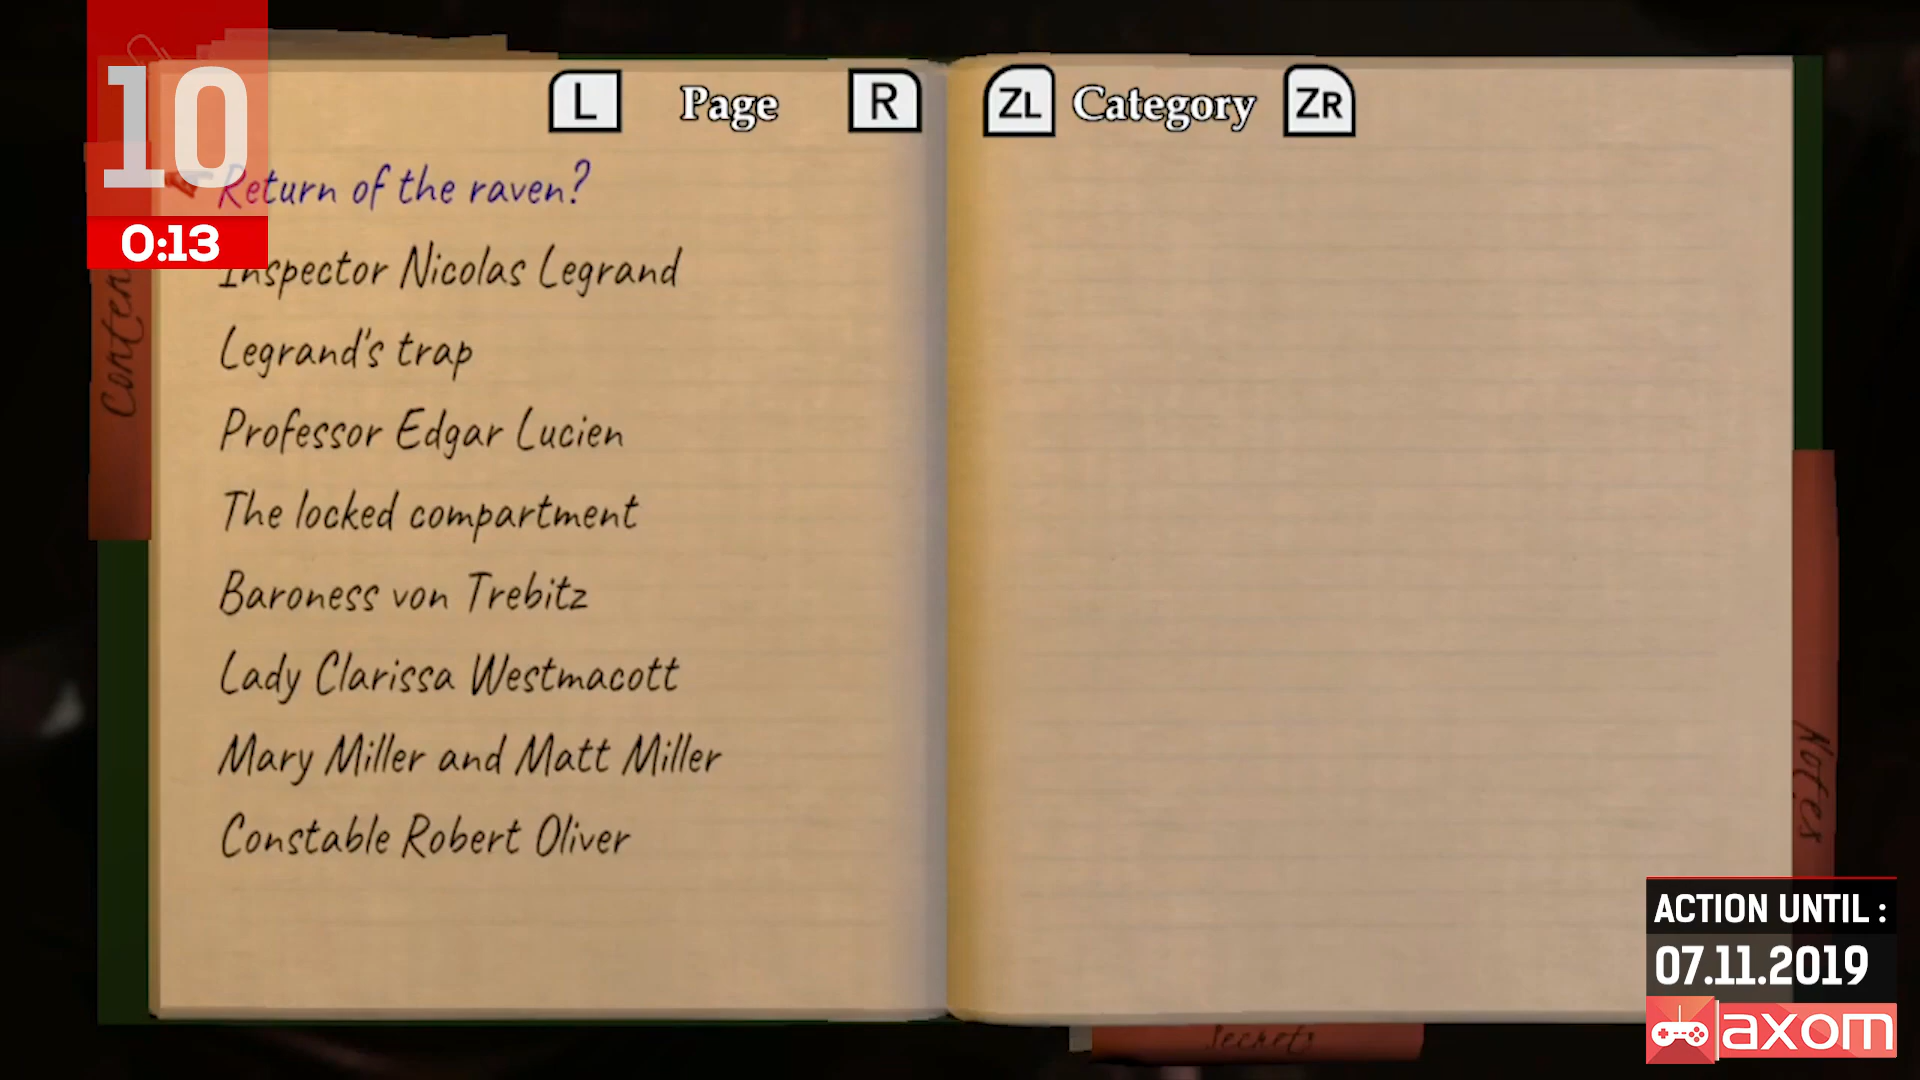 10
0:13
L Page R ZL Category ZR
Return of the raven?
Inspector Nicolas Legrand
Legrand's trap
Professor Edgar Lucien
The locked compartment
Baroness von Trebitz
Lady Clarissa Westmacott
Mary Miller and Matt Miller
Constable Robert Oliver
Notes
Secrets
ACTION UNTIL :
07.11.2019
axom